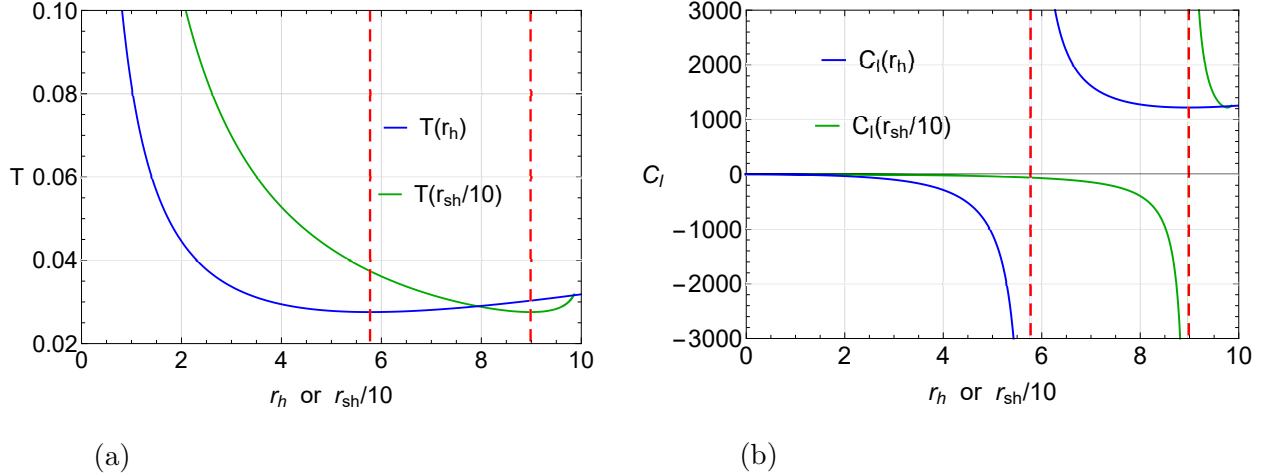 0.10
0.08
0.06
0.04
0.02
T
0
2
4
6
8
10
T(r_h)
T(r_sh/10)
r_h or r_sh/10
(a)
3000
2000
1000
0
−1000
−2000
−3000
C_l
0
2
4
6
8
10
C_l(r_h)
C_l(r_sh/10)
r_h or r_sh/10
(b)